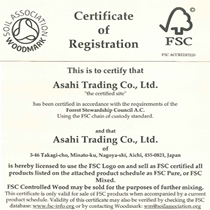 SOIL ASSOCIATION
WOODMARK
Certificate
of
Registration
FSC
FSC ACCREDITED
This is to certify that
Asahi Trading Co., Ltd.
"the certified site"
has been certified in accordance with the requirements of the
Forest Stewardship Council A.C.
Using the FSC chain of custody standard.
and that
Asahi Trading Co., Ltd.
of
3-46 Takagi-cho, Minato-ku, Nagoya-shi, Aichi, 455-0821, Japan
is hereby licensed to use the FSC Logo on and sell as FSC certified all
products listed on the attached product schedule as FSC Pure, or FSC
Mixed.
FSC Controlled Wood may be sold for the purposes of further mixing.
This certificate is only valid for sale of FSC products when accompanied by a
current product schedule. Validity of this certificate may also be verified by checking the FSC
database: www.fsc-info.org or by contacting Woodmark: wm@soilassociation.org